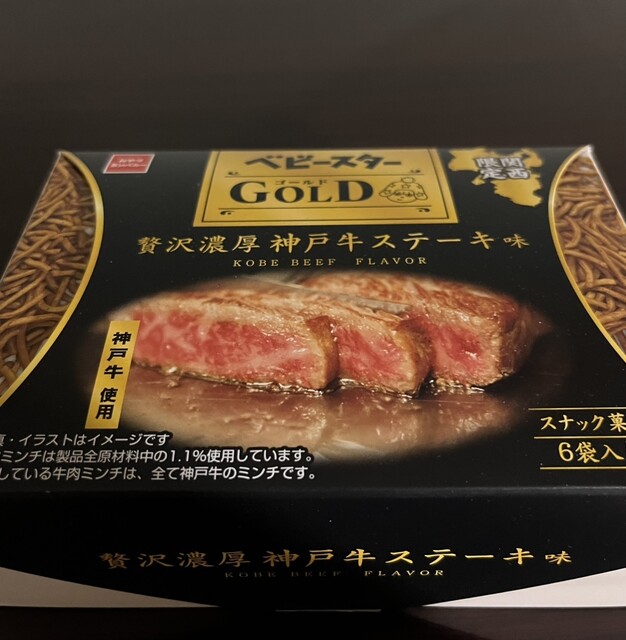 ベビースター
ゴールド
GOLD
関西
限定
贅沢濃厚神戸牛ステーキ味
KOBE BEEF FLAVOR
神戸牛使用
・イラストはイメージです
ミンチは製品全原材料中の1.1%使用しています。
している牛肉ミンチは、全て神戸牛のミンチです。
スナック菓
6袋入
贅沢濃厚神戸牛ステーキ味
KOBE BEEF FLAVOR